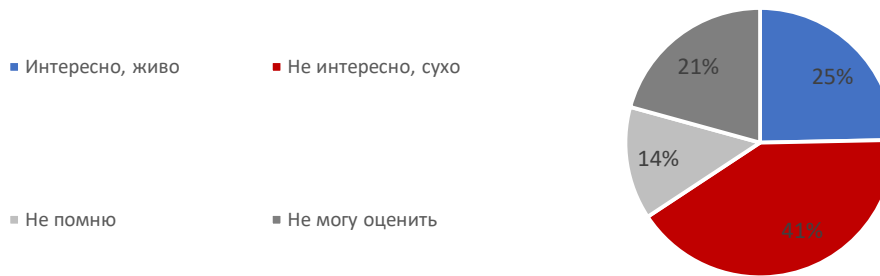 Интересно, живо
Не интересно, сухо
Не помню
Не могу оценить
21%
25%
14%
41%